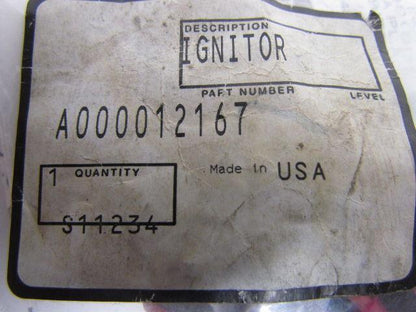 DESCRIPTION
IGNITOR
PART NUMBER LEVEL
A000012167
1 QUANTITY Made in USA
S11234